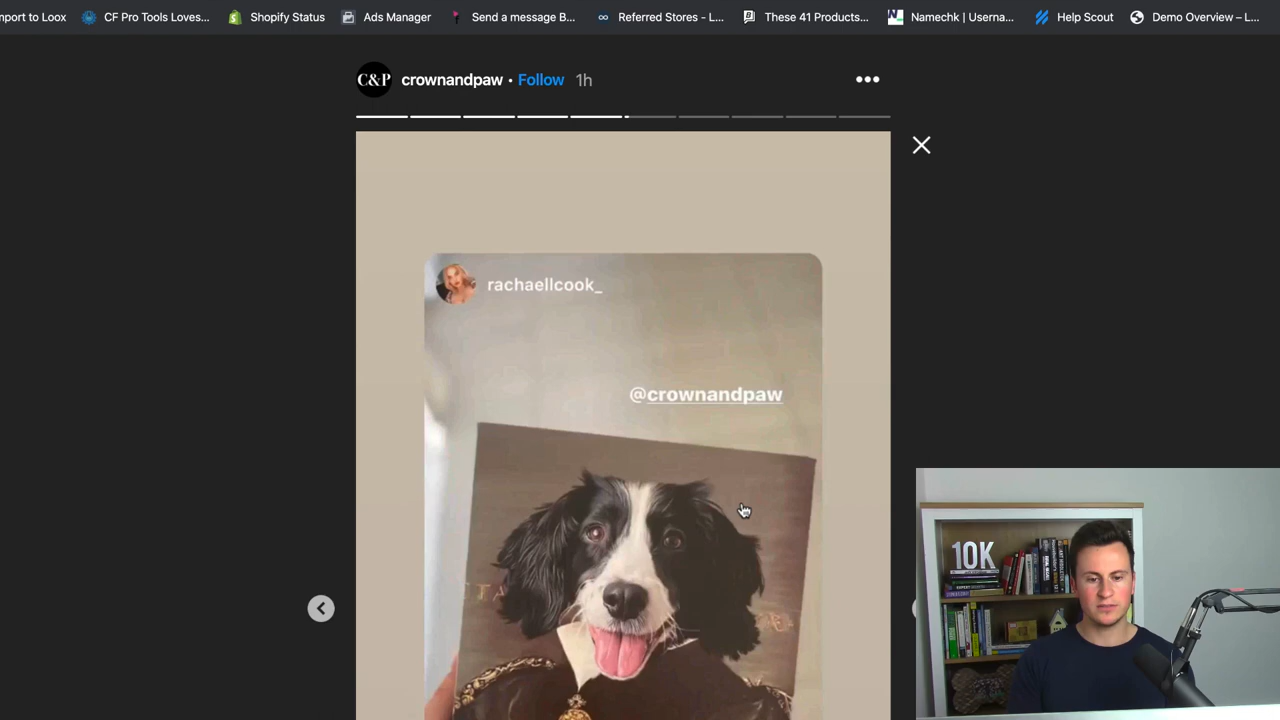 mport to Loox
CF Pro Tools Loves...
Shopify Status
Ads Manager
Send a message B...
Referred Stores - L...
These 41 Products...
Namechk | Userna...
Help Scout
Demo Overview – L...
C&P
crownandpaw • Follow 1h
rachaellcook_
@crownandpaw
10K